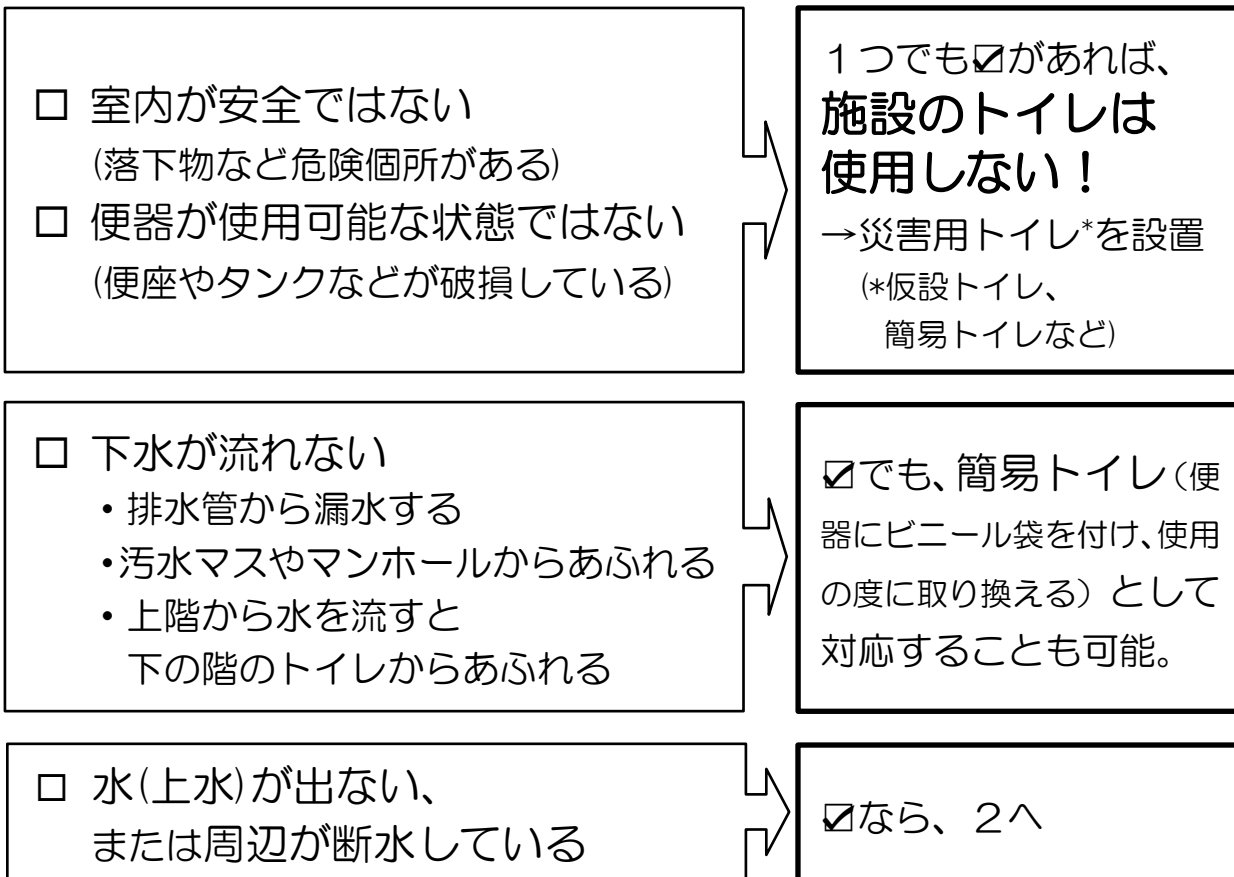 □ 室内が安全ではない
(落下物など危険個所がある)
□ 便器が使用可能な状態ではない
(便座やタンクなどが破損している)
１つでも☑があれば、
施設のトイレは
使用しない！
→災害用トイレ*を設置
(*仮設トイレ、
簡易トイレなど)
□ 下水が流れない
・排水管から漏水する
・汚水マスやマンホールからあふれる
・上階から水を流すと
下の階のトイレからあふれる
☑でも、簡易トイレ（便
器にビニール袋を付け、使用
の度に取り換える）として
対応することも可能。
□ 水(上水)が出ない、
または周辺が断水している
☑なら、２へ